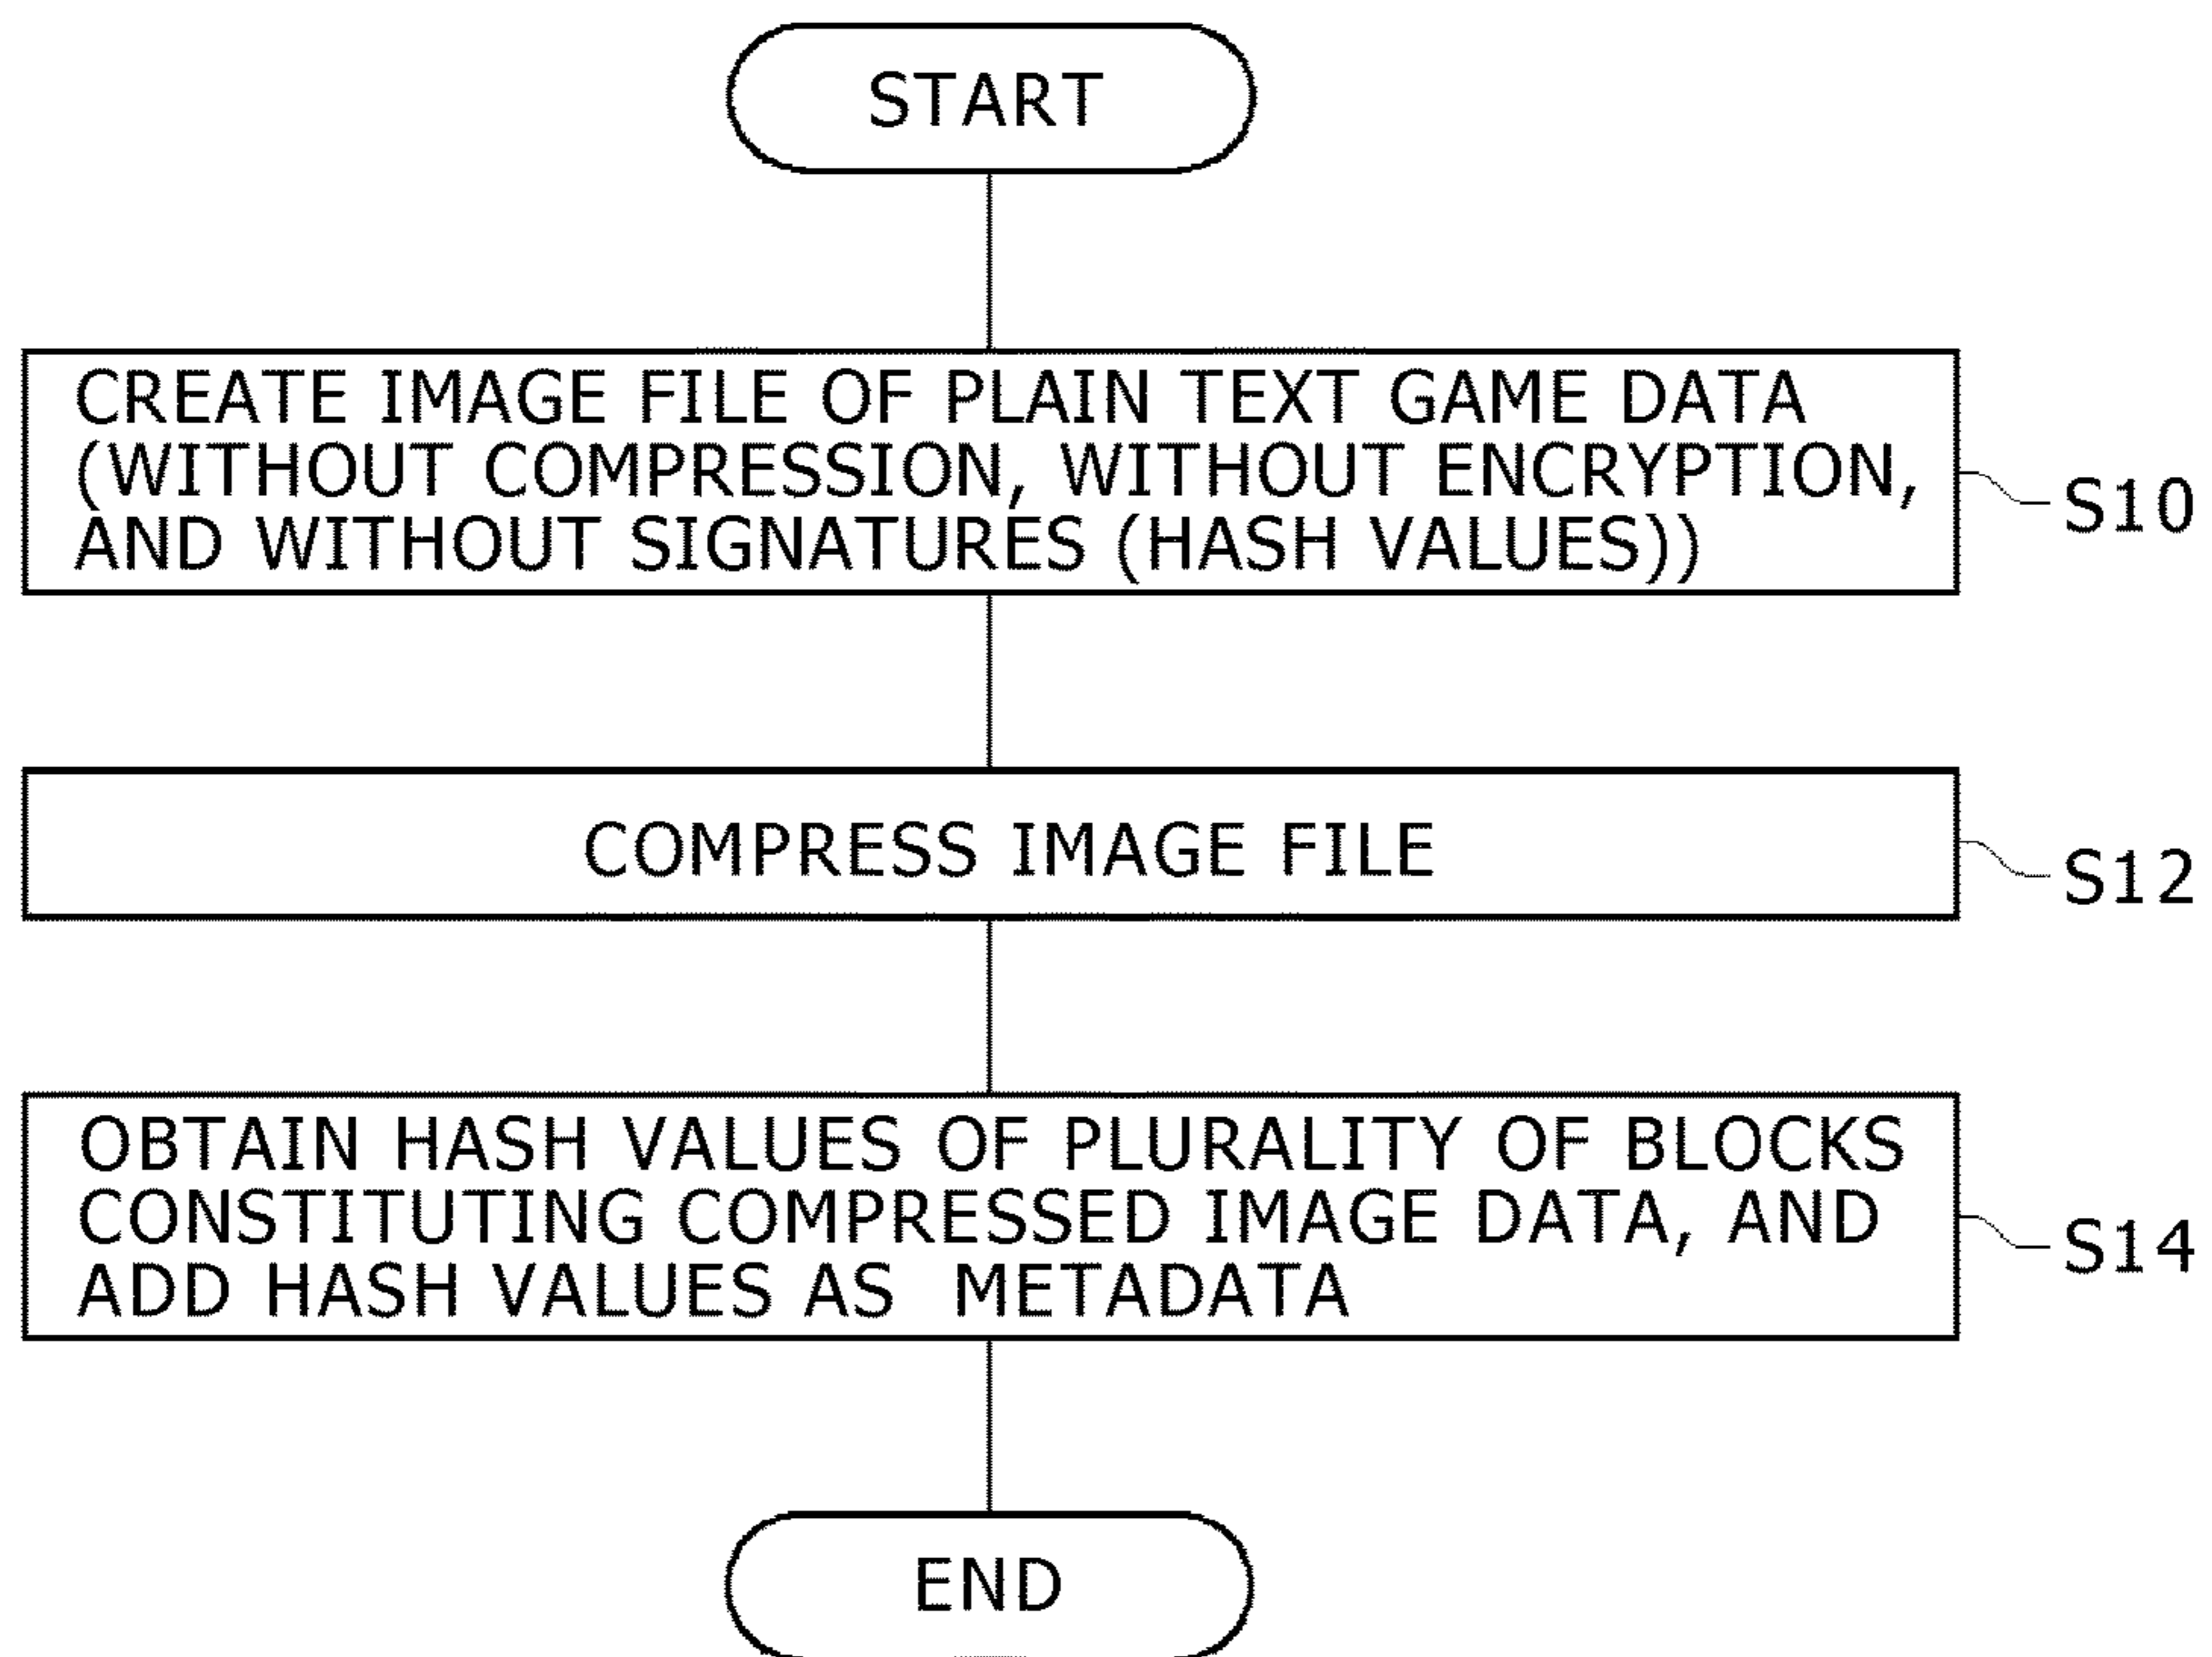 START
CREATE IMAGE FILE OF PLAIN TEXT GAME DATA
(WITHOUT COMPRESSION, WITHOUT ENCRYPTION,
AND WITHOUT SIGNATURES (HASH VALUES))
S10
COMPRESS IMAGE FILE
S12
OBTAIN HASH VALUES OF PLURALITY OF BLOCKS
CONSTITUTING COMPRESSED IMAGE DATA, AND
ADD HASH VALUES AS METADATA
S14
END